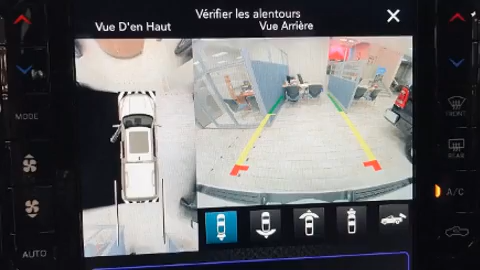 Vérifier les alentours
Vue D'en Haut
Vue Arrière
MODE
FRONT
REAR
A/C
AUTO